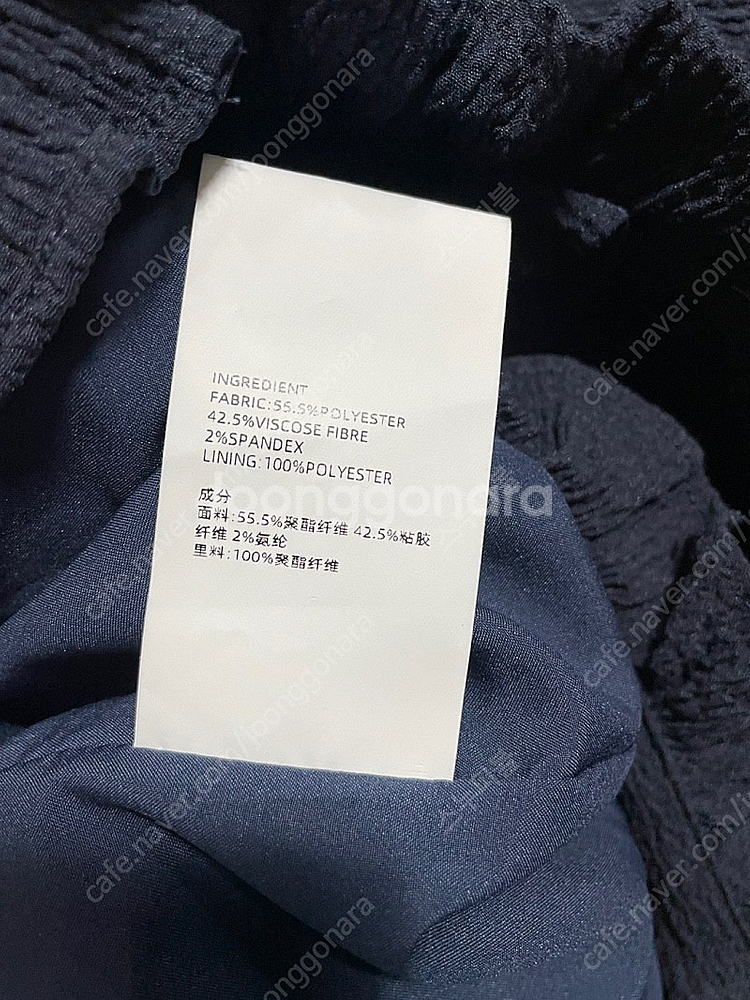 INGREDIENT
FABRIC:55.5%POLYESTER
42.5%VISCOSE FIBRE
2%SPANDEX
LINING:100%POLYESTER
成分
面料:55.5%聚酯纤维 42.5%粘胶
纤维 2%氨纶
里料:100%聚酯纤维
joonggonara
cafe.naver.com/joonggonara